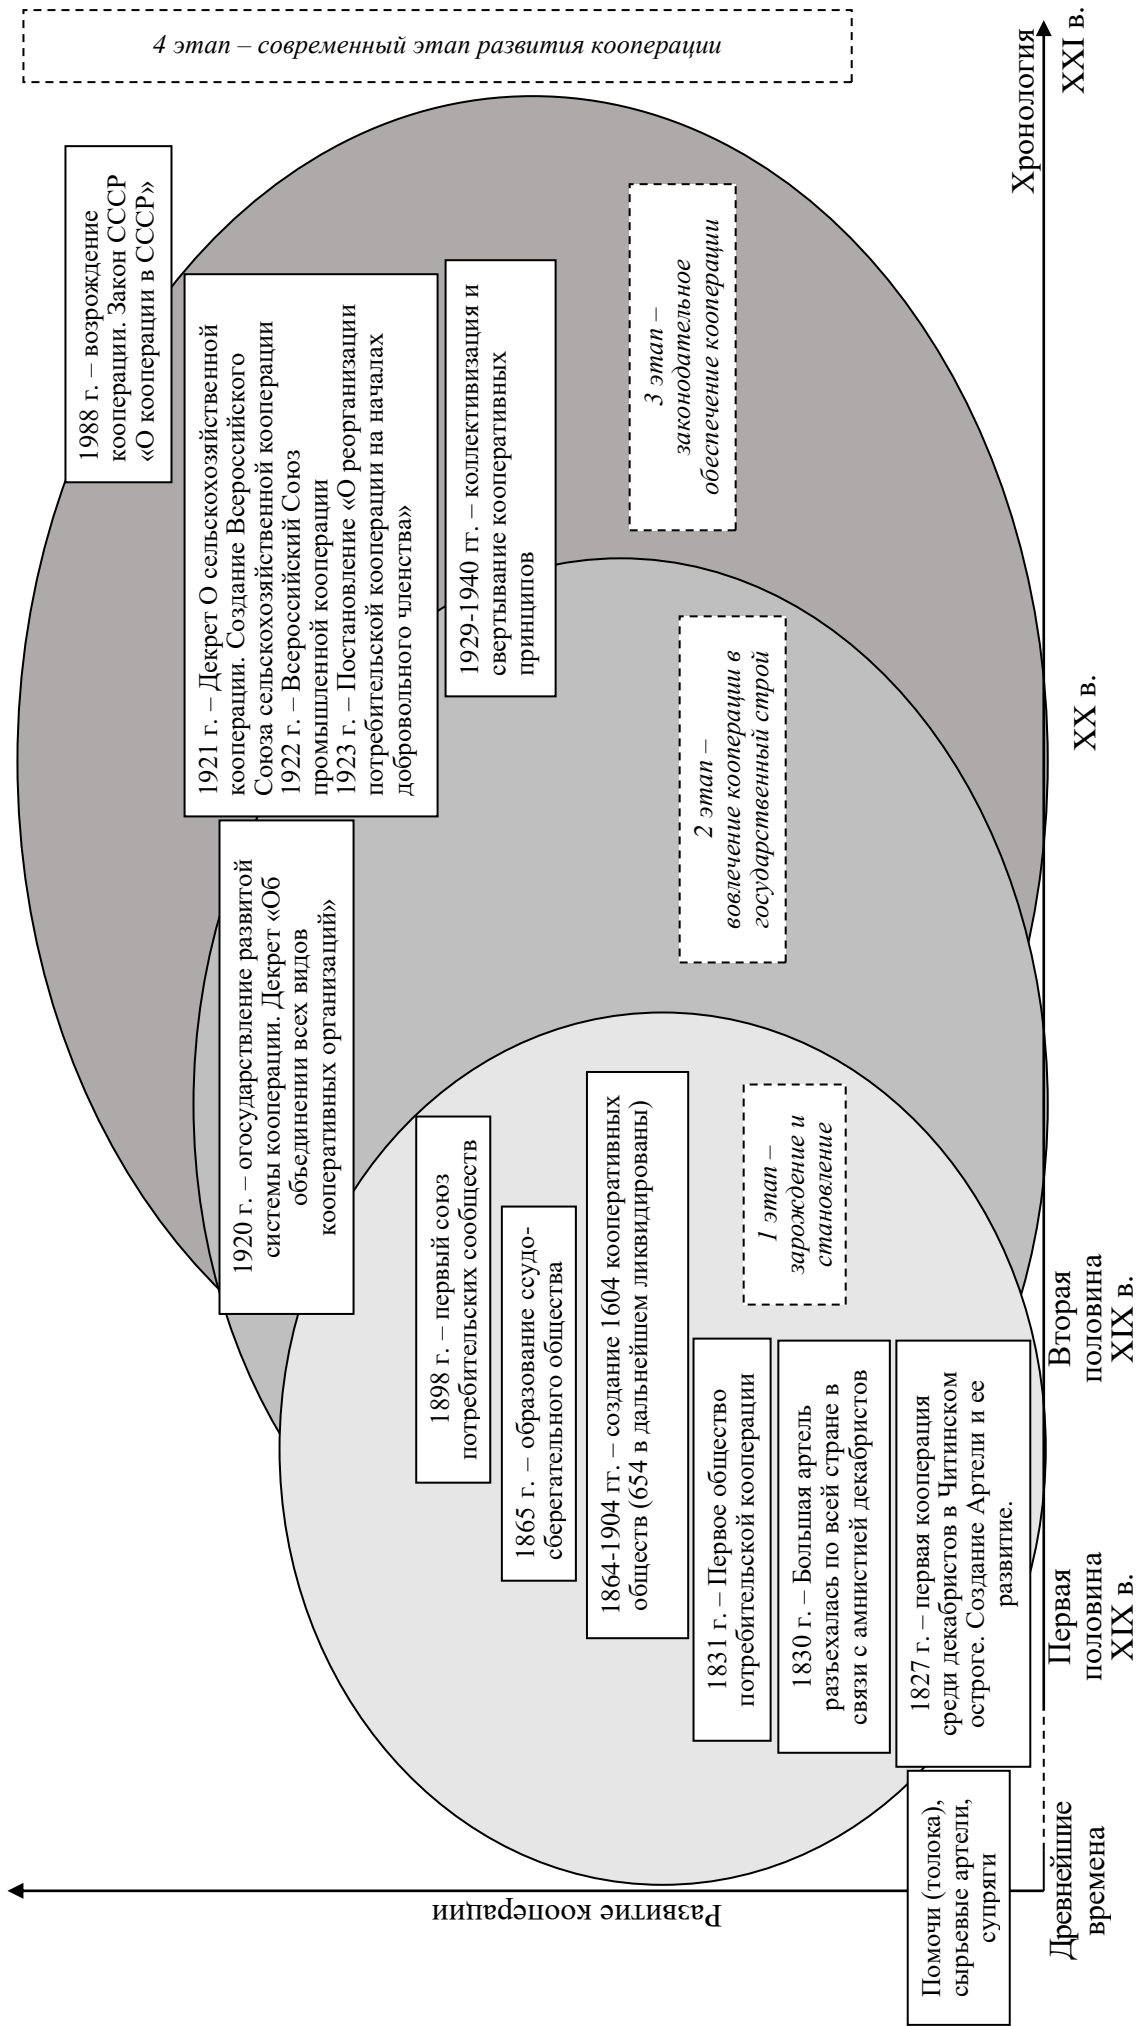 4 этап – современный этап развития кооперации
1988 г. – возрождение
кооперации. Закон СССР
«О кооперации в СССР»
1921 г. – Декрет О сельскохозяйственной
кооперации. Создание Всероссийского
Союза сельскохозяйственной кооперации
1922 г. – Всероссийский Союз
промышленной кооперации
1923 г. – Постановление «О реорганизации
потребительской кооперации на началах
добровольного членства»
1929-1940 гг. – коллективизация и
свертывание кооперативных
принципов
3 этап –
законодательное
обеспечение кооперации
1920 г. – огосударствление развитой
системы кооперации. Декрет «Об
объединении всех видов
кооперативных организаций»
2 этап –
вовлечение кооперации в
государственный строй
1898 г. – первый союз
потребительских сообществ
1865 г. – образование ссудо-
сберегательного общества
1864-1904 гг. – создание 1604 кооперативных
обществ (654 в дальнейшем ликвидированы)
1 этап –
зарождение и
становление
1831 г. – Первое общество
потребительской кооперации
1830 г. – Большая артель
разъехалась по всей стране в
связи с амнистией декабристов
1827 г. – первая кооперация
среди декабристов в Читинском
остроге. Создание Артели и ее
развитие.
Помочи (толока),
сырьевые артели,
супряги
Развитие кооперации
Хронология
Древнейшие
времена
Первая
половина
XIX в.
Вторая
половина
XIX в.
XX в.
XXI в.